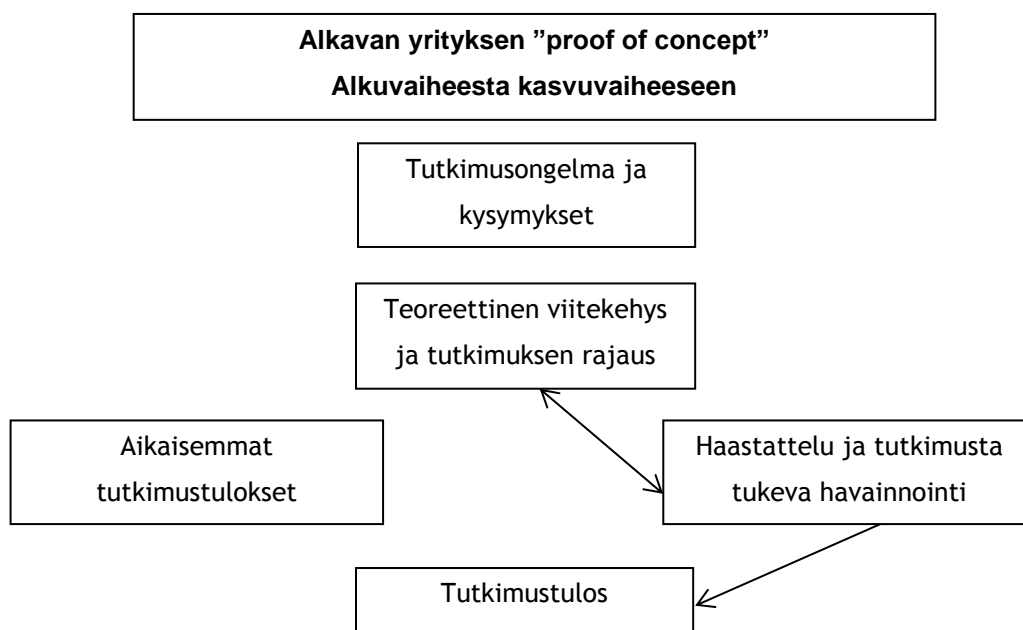 Alkavan yrityksen ”proof of concept”
Alkuvaiheesta kasvuvaiheeseen
Tutkimusongelma ja
kysymykset
Teoreettinen viitekehys
ja tutkimuksen rajaus
Aikaisemmat
tutkimustulokset
Haastattelu ja tutkimusta
tukeva havainnointi
Tutkimustulos